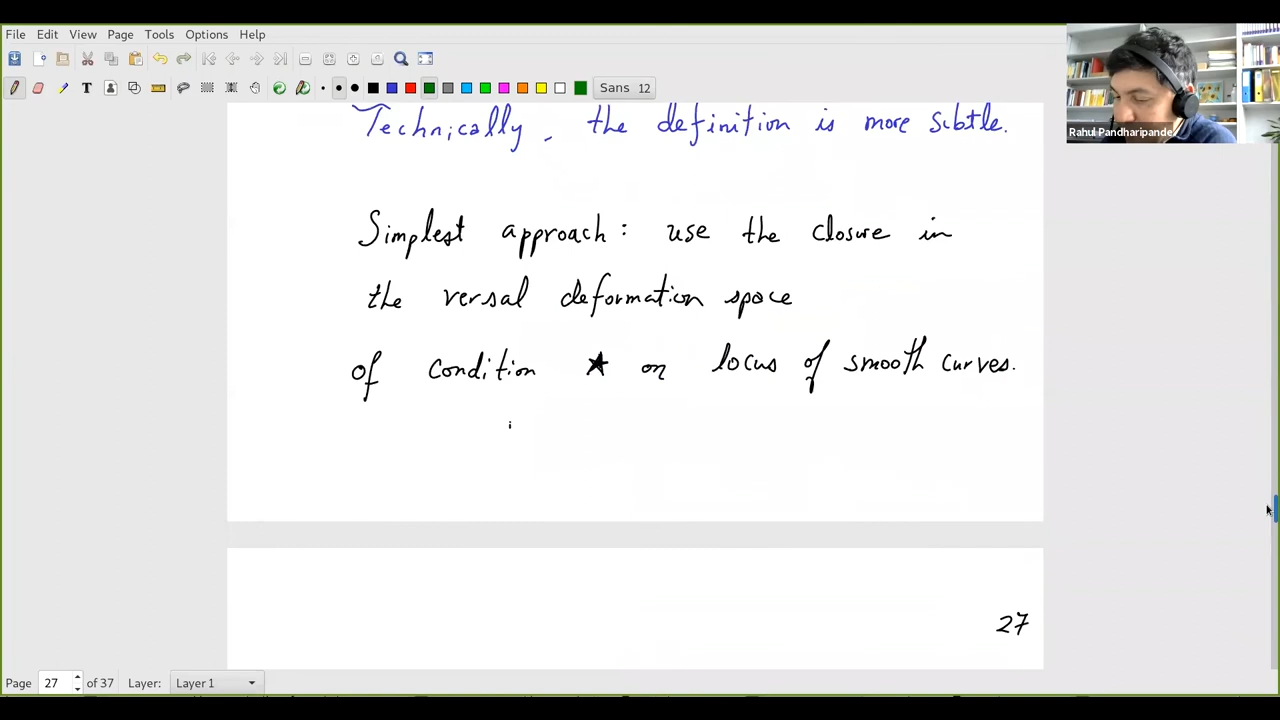 File Edit View Page Tools Options Help
Sans 12
Rahul Pandharipande
Technically, the definition is more subtle.
Simplest approach: use the closure in
the versal deformation space
of condition ★ on locus of smooth curves.
27
Page 27 of 37 Layer: Layer 1